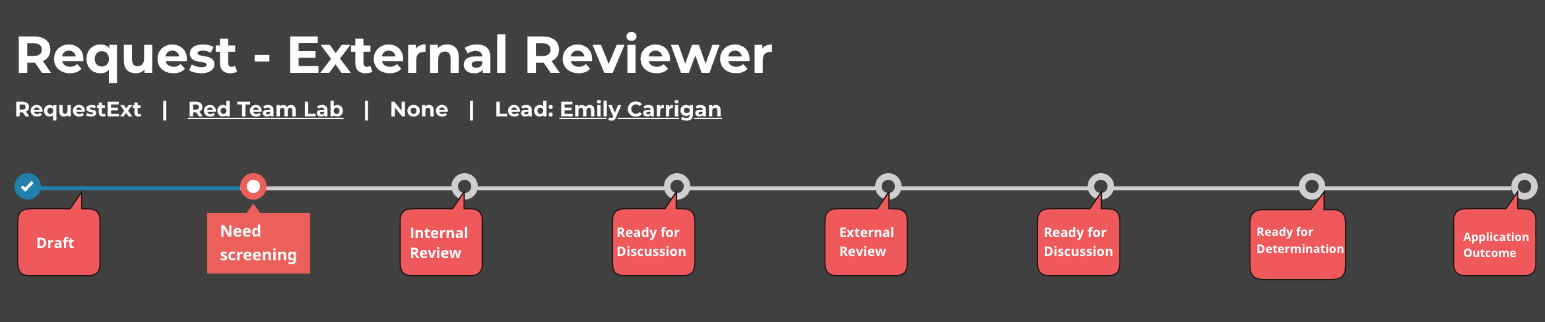 Request - External Reviewer
RequestExt | Red Team Lab | None | Lead: Emily Carrigan
Draft
Need
screening
Internal
Review
Ready for
Discussion
External
Review
Ready for
Discussion
Ready for
Determination
Application
Outcome